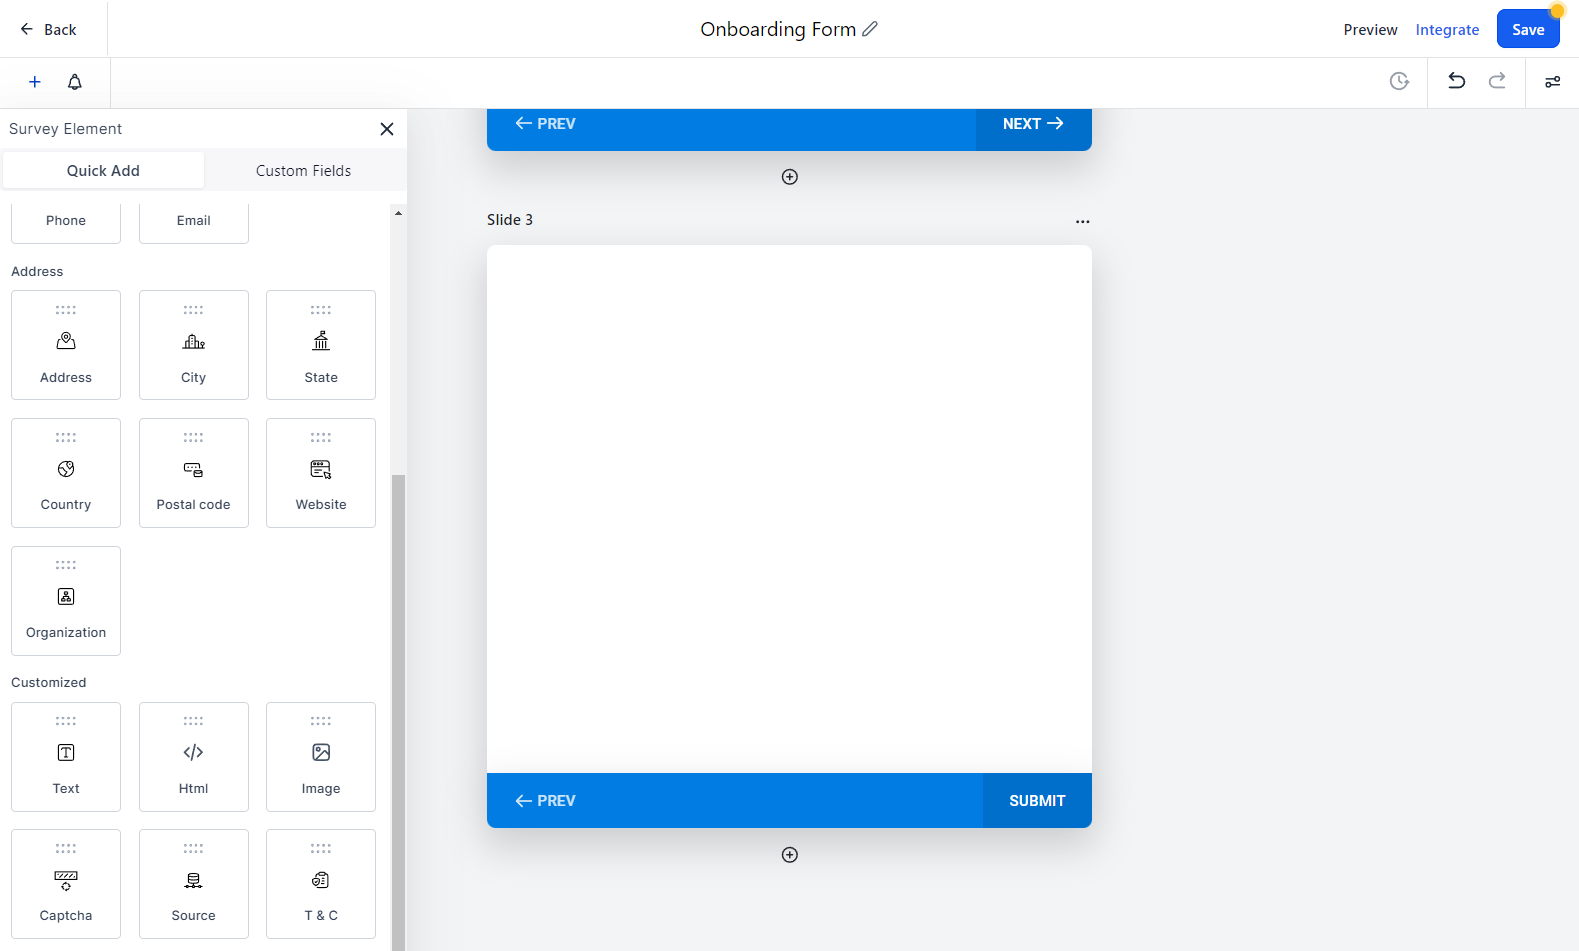 Back
Onboarding Form
Preview
Integrate
Save
Survey Element
Quick Add
Custom Fields
Phone
Email
Address
Address
City
State
Country
Postal code
Website
Organization
Customized
Text
Html
Image
Captcha
Source
T & C
PREV
NEXT
Slide 3
PREV
SUBMIT